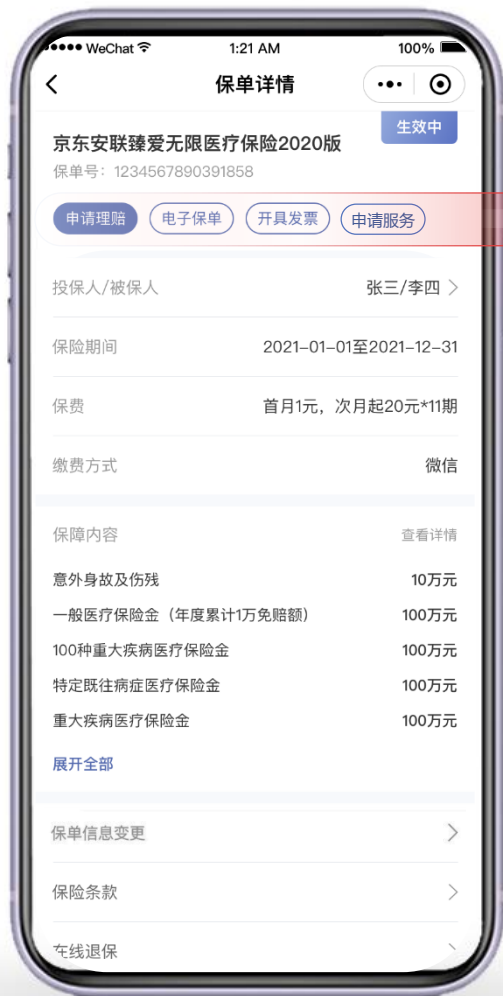 WeChat 1:21 AM 100%
保单详情
生效中
京东安联臻爱无限医疗保险2020版
保单号：1234567890391858
申请理赔 电子保单 开具发票 申请服务
投保人/被保人 张三/李四
保险期间 2021-01-01至2021-12-31
保费 首月1元，次月起20元*11期
缴费方式 微信
保障内容 查看详情
意外身故及伤残 10万元
一般医疗保险金（年度累计1万免赔额） 100万元
100种重大疾病医疗保险金 100万元
特定既往病症医疗保险金 100万元
重大疾病医疗保险金 100万元
展开全部
保单信息变更
保险条款
在线退保